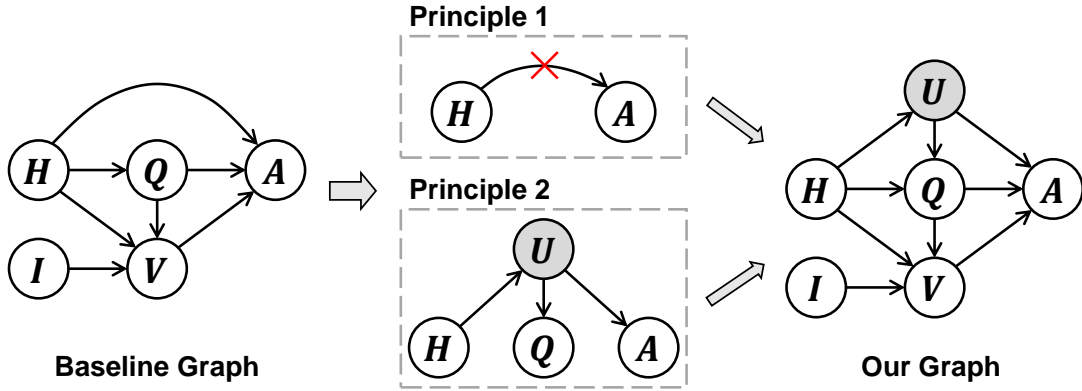 Principle 1
H A
U
H Q A
I V
Principle 2
U
H Q A
H Q A
I V
Baseline Graph
Our Graph